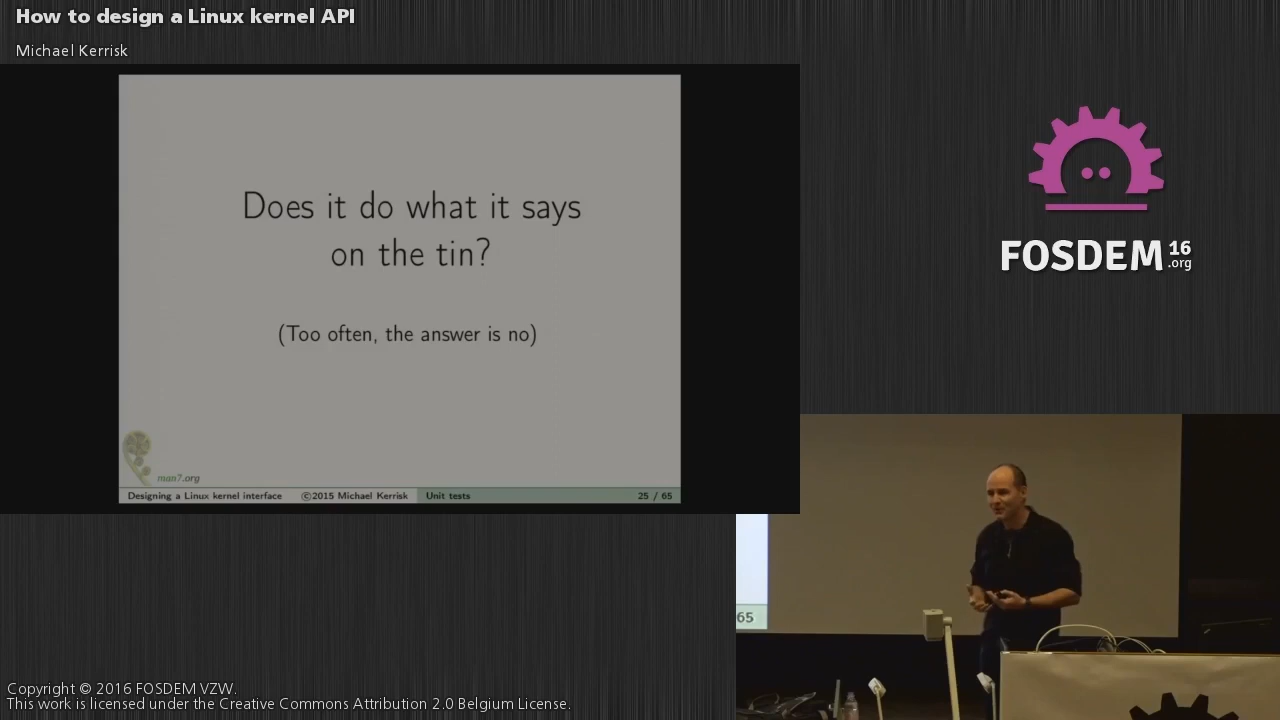 How to design a Linux kernel API
Michael Kerrisk
Does it do what it says
on the tin?
(Too often, the answer is no)
man7.org
Designing a Linux kernel interface ©2015 Michael Kerrisk Unit tests 25 / 65
FOSDEM 16 .org
65
Copyright © 2016 FOSDEM VZW.
This work is licensed under the Creative Commons Attribution 2.0 Belgium License.